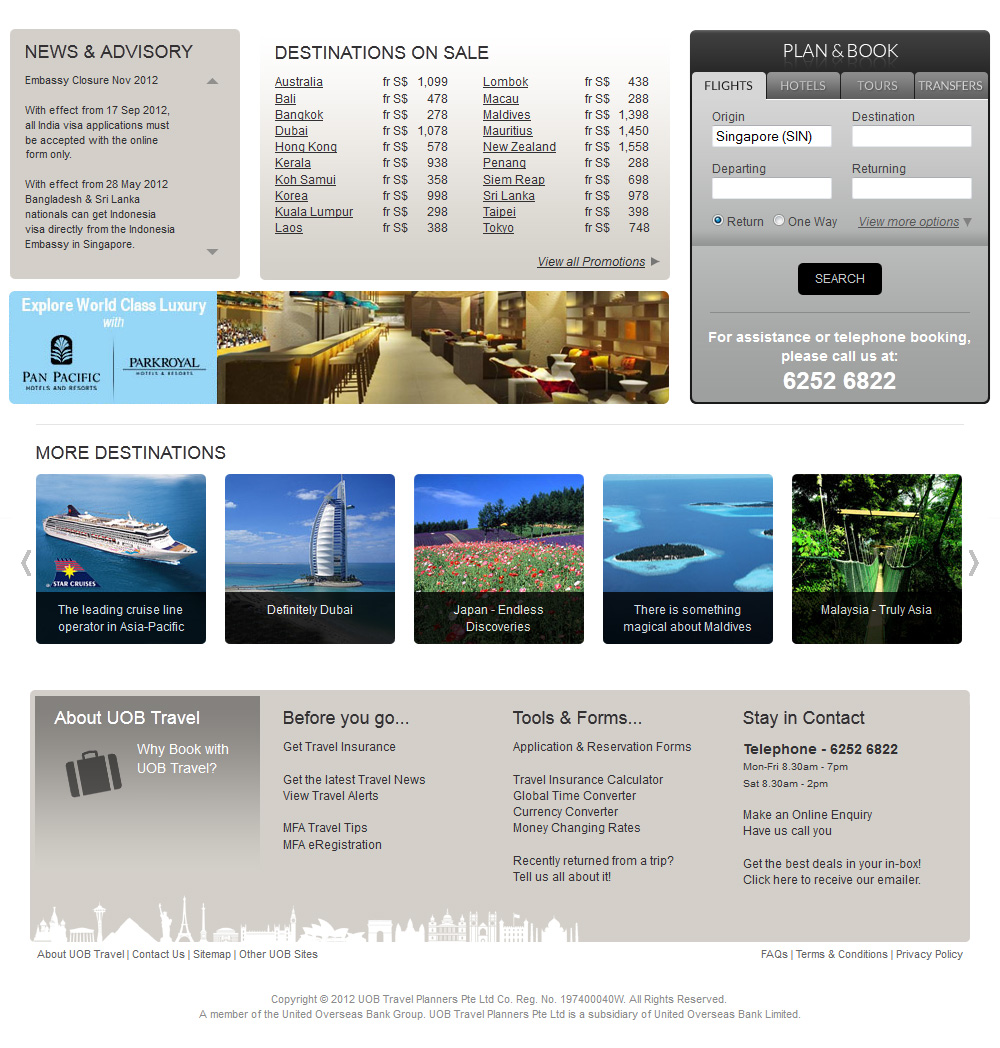 NEWS & ADVISORY
Embassy Closure Nov 2012
With effect from 17 Sep 2012,
all India visa applications must
be accepted with the online
form only.
With effect from 28 May 2012
Bangladesh & Sri Lanka
nationals can get Indonesia
visa directly from the Indonesia
Embassy in Singapore.
DESTINATIONS ON SALE
Australia fr S$ 1,099 Lombok fr S$ 438
Bali fr S$ 478 Macau fr S$ 288
Bangkok fr S$ 278 Maldives fr S$ 1,398
Dubai fr S$ 1,078 Mauritius fr S$ 1,450
Hong Kong fr S$ 578 New Zealand fr S$ 1,558
Kerala fr S$ 938 Penang fr S$ 288
Koh Samui fr S$ 358 Siem Reap fr S$ 698
Korea fr S$ 998 Sri Lanka fr S$ 978
Kuala Lumpur fr S$ 298 Taipei fr S$ 398
Laos fr S$ 388 Tokyo fr S$ 748
View all Promotions
PLAN & BOOK
FLIGHTS HOTELS TOURS TRANSFERS
Origin Destination
Singapore (SIN)
Departing Returning
Return One Way View more options
SEARCH
For assistance or telephone booking,
please call us at:
6252 6822
Explore World Class Luxury
with
PAN PACIFIC
HOTELS AND RESORTS
PARKROYAL
HOTELS & RESORTS
MORE DESTINATIONS
STAR CRUISES
The leading cruise line
operator in Asia-Pacific
Definitely Dubai
Japan - Endless
Discoveries
There is something
magical about Maldives
Malaysia - Truly Asia
About UOB Travel
Why Book with
UOB Travel?
Before you go...
Get Travel Insurance
Get the latest Travel News
View Travel Alerts
MFA Travel Tips
MFA eRegistration
Tools & Forms...
Application & Reservation Forms
Travel Insurance Calculator
Global Time Converter
Currency Converter
Money Changing Rates
Recently returned from a trip?
Tell us all about it!
Stay in Contact
Telephone - 6252 6822
Mon-Fri 8.30am - 7pm
Sat 8.30am - 2pm
Make an Online Enquiry
Have us call you
Get the best deals in your in-box!
Click here to receive our emailer.
About UOB Travel | Contact Us | Sitemap | Other UOB Sites
FAQs | Terms & Conditions | Privacy Policy
Copyright © 2012 UOB Travel Planners Pte Ltd Co. Reg. No. 197400040W. All Rights Reserved.
A member of the United Overseas Bank Group. UOB Travel Planners Pte Ltd is a subsidiary of United Overseas Bank Limited.